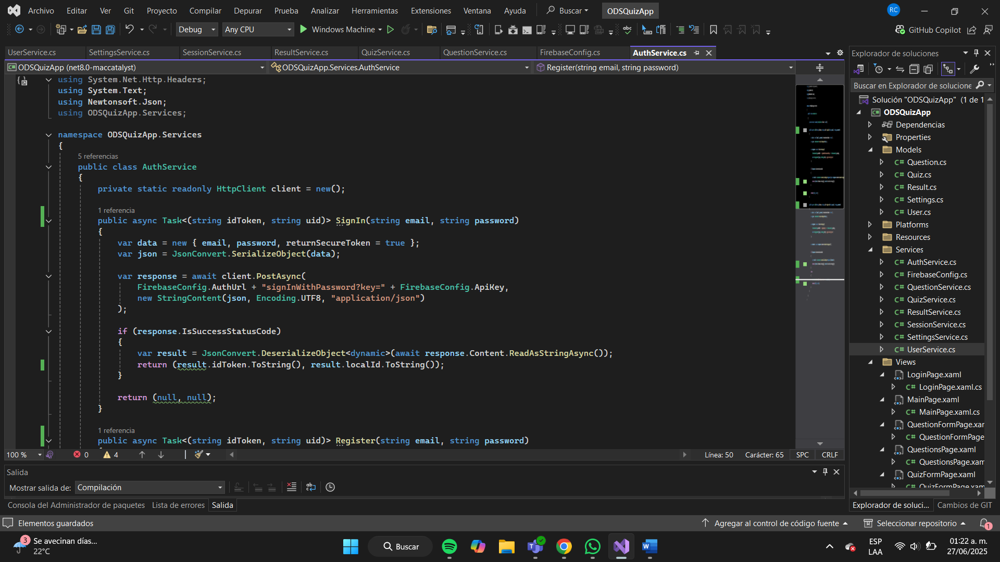 Archivo Editar Ver Git Proyecto Compilar Depurar Prueba Analizar Herramientas Extensiones Ventana Ayuda Buscar ODSQuizApp RC
Debug Any CPU Windows Machine abc GitHub Copilot
UserService.cs SettingsService.cs SessionService.cs ResultService.cs QuizService.cs QuestionService.cs FirebaseConfig.cs AuthService.cs
C# ODSQuizApp (net8.0-maccatalyst) ODSQuizApp.Services.AuthService Register(string email, string password)
using System.Net.Http.Headers;
using System.Text;
using Newtonsoft.Json;
using ODSQuizApp.Services;
namespace ODSQuizApp.Services
{
5 referencias
public class AuthService
{
private static readonly HttpClient client = new();
1 referencia
public async Task<(string idToken, string uid)> SignIn(string email, string password)
{
var data = new { email, password, returnSecureToken = true };
var json = JsonConvert.SerializeObject(data);
var response = await client.PostAsync(
FirebaseConfig.AuthUrl + "signInWithPassword?key=" + FirebaseConfig.ApiKey,
new StringContent(json, Encoding.UTF8, "application/json")
);
if (response.IsSuccessStatusCode)
{
var result = JsonConvert.DeserializeObject<dynamic>(await response.Content.ReadAsStringAsync());
return (result.idToken.ToString(), result.localId.ToString());
}
return (null, null);
}
1 referencia
public async Task<(string idToken, string uid)> Register(string email, string password)
100 % 0 4 Línea: 50 Carácter: 65 SPC CRLF
Salida
Mostrar salida de: Compilación
Consola del Administrador de paquetes Lista de errores Salida
Explorador de soluciones
Buscar en Explorador de solucione
Solución "ODSQuizApp" (1 de 1
C# ODSQuizApp
Dependencias
Properties
Models
C# Question.cs
C# Quiz.cs
C# Result.cs
C# Settings.cs
C# User.cs
Platforms
Resources
Services
C# AuthService.cs
C# FirebaseConfig.cs
C# QuestionService.cs
C# QuizService.cs
C# ResultService.cs
C# SessionService.cs
C# SettingsService.cs
C# UserService.cs
Views
LoginPage.xaml
C# LoginPage.xaml.cs
MainPage.xaml
C# MainPage.xaml.cs
QuestionFormPage.xar
C# QuestionFormPage
QuestionsPage.xaml
C# QuestionsPage.xam
QuizFormPage.xaml
C# QuizFormPage.xam
Explorador de soluci... Cambios de GIT
Elementos guardados Agregar al control de código fuente Seleccionar repositorio 1
3 Se avecinan días...
22°C
Buscar
ESP
LAA
01:22 a. m.
27/06/2025